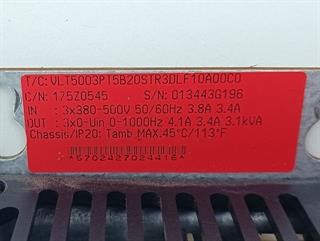 T/C: VLT5003PT5B20STR3DLF10A00C0
C/N: 175Z0545 S/N: 013443G196
IN : 3x380-500V 50/60Hz 3.8A 3.4A
OUT : 3x0-Uin 0-1000Hz 4.1A 3.4A 3.1kVA
Chassis/IP20: Tamb MAX.45°C/113°F
*5702427024416*